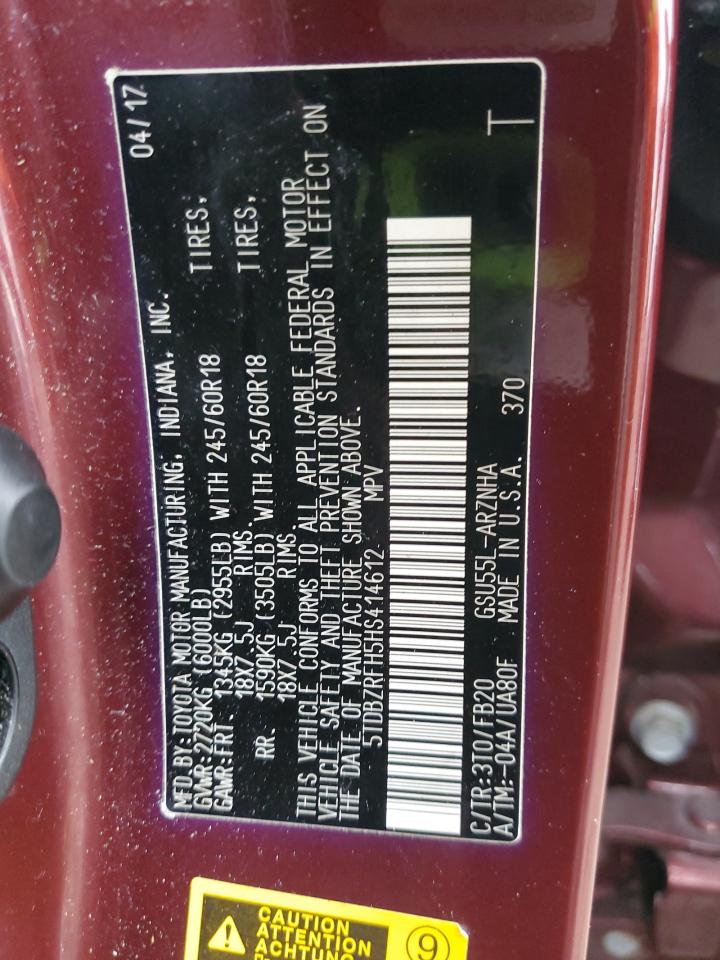 MFD.BY:TOYOTA MOTOR MANUFACTURING, INDIANA, INC. 04/17
GVWR:2720KG (6000LB)
GAWR:FRT. 1345KG (2955LB) WITH 245/60R18 TIRES,
18X7.5J RIMS.
RR. 1590KG (3505LB) WITH 245/60R18 TIRES,
18X7.5J RIMS.
THIS VEHICLE CONFORMS TO ALL APPLICABLE FEDERAL MOTOR
VEHICLE SAFETY AND THEFT PREVENTION STANDARDS IN EFFECT ON
THE DATE OF MANUFACTURE SHOWN ABOVE.
5TDBZRFH5HS414612 MPV
C/TR:3T0/FB20 GSU55L-ARZNHA T
A/TM:-04A/UA80F MADE IN U.S.A. 370
CAUTION
ATTENTION
ACHTUNG
9